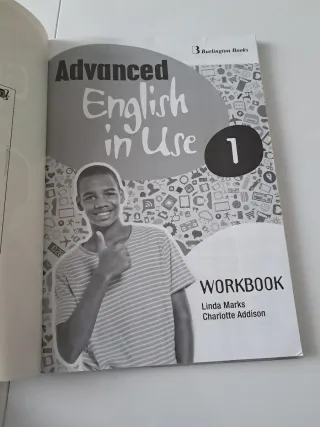 Burlington Books
Advanced
English
in Use
1
WORKBOOK
Linda Marks
Charlotte Addison